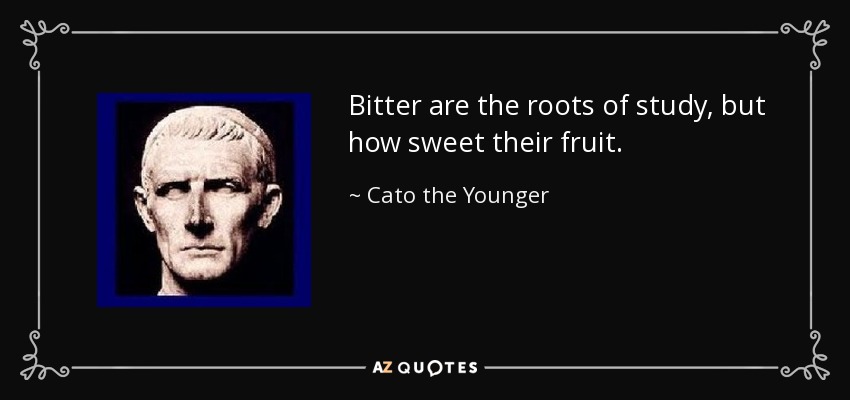 Bitter are the roots of study, but
how sweet their fruit.
~ Cato the Younger
AZ QUOTES